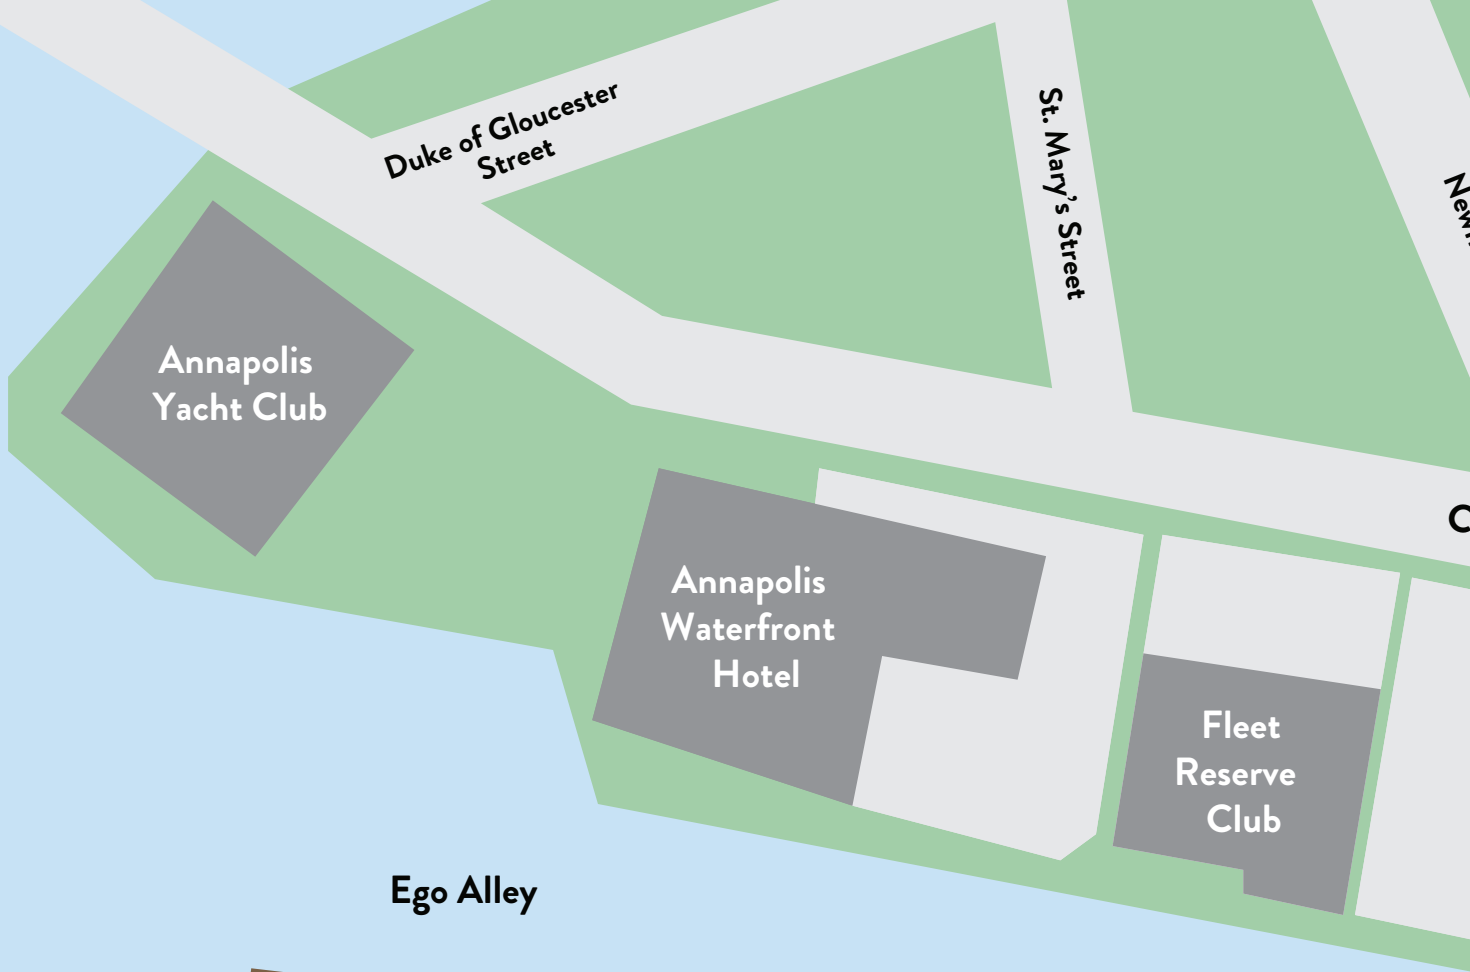 Duke of Gloucester
Street
St. Mary's Street
Annapolis
Yacht Club
Annapolis
Waterfront
Hotel
Fleet
Reserve
Club
Ego Alley